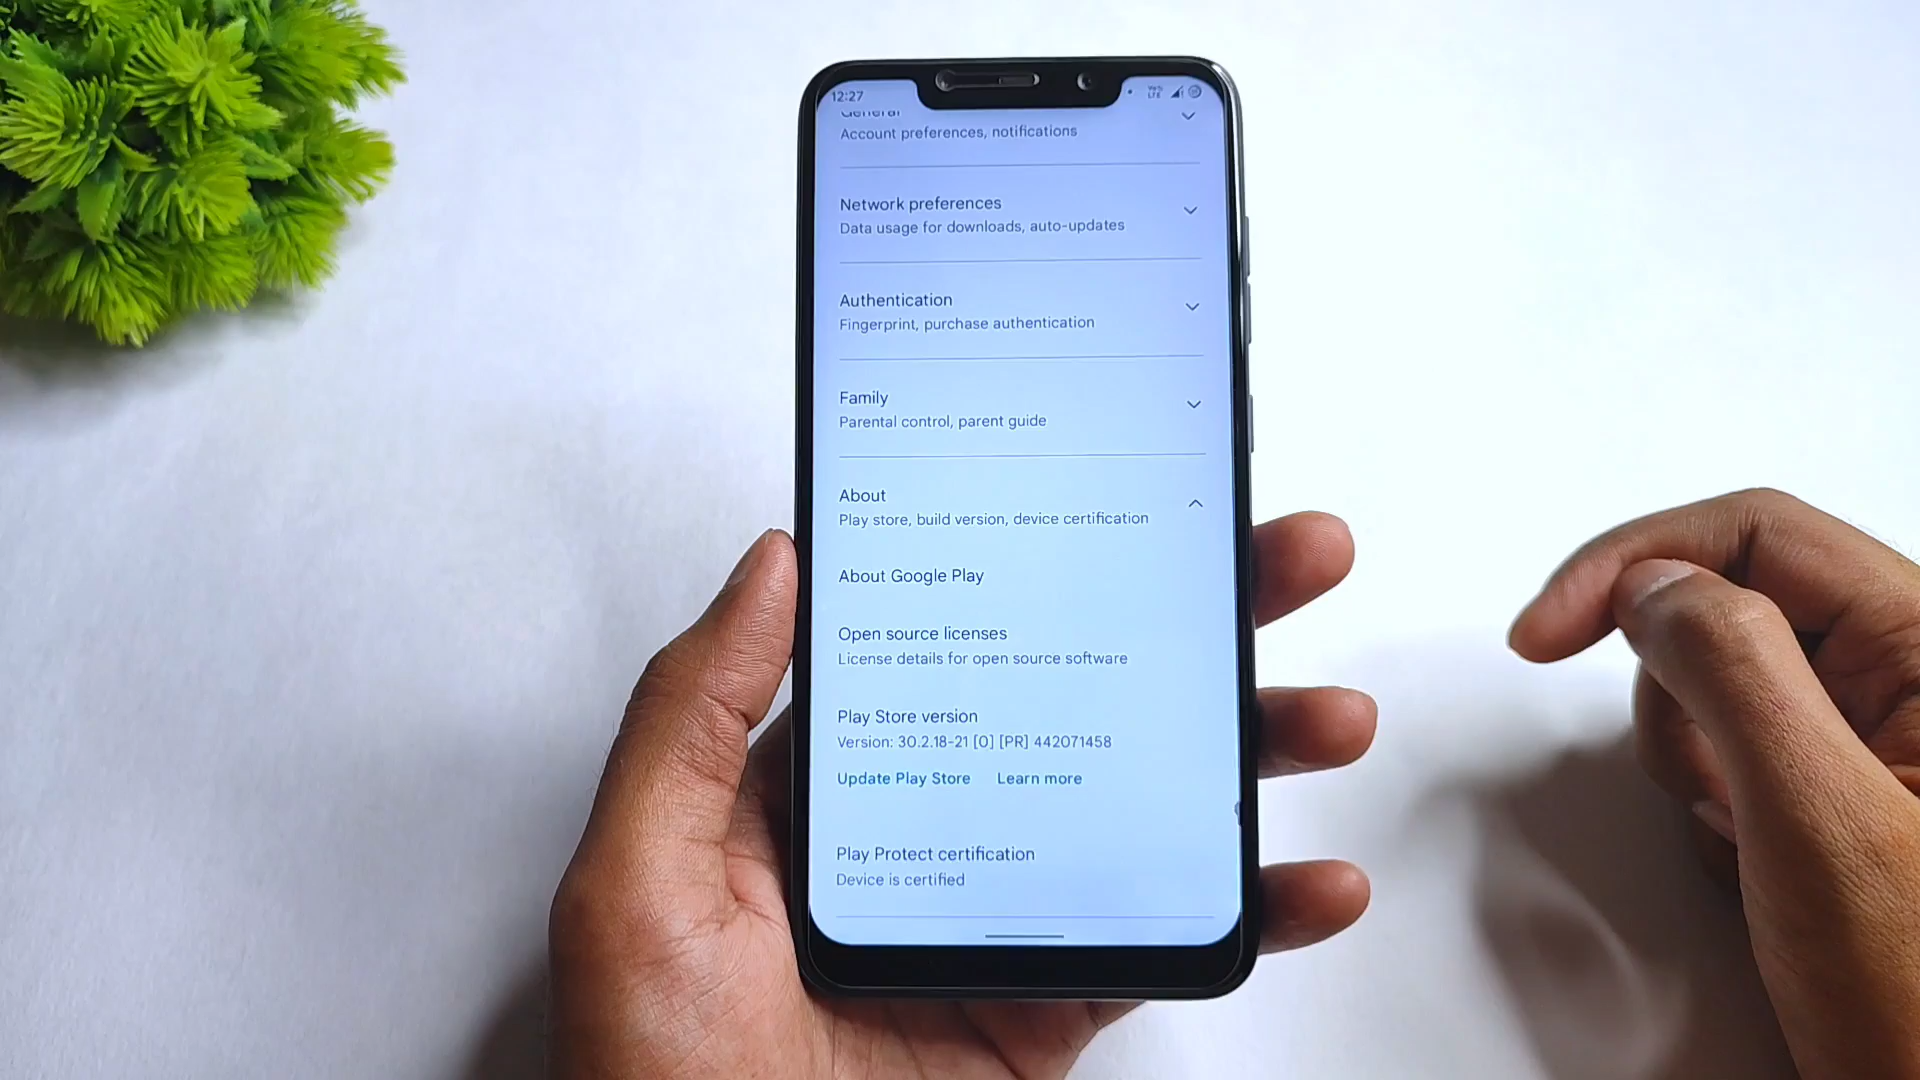 12:27
VoD LTE
General
Account preferences, notifications
Network preferences
Data usage for downloads, auto-updates
Authentication
Fingerprint, purchase authentication
Family
Parental control, parent guide
About
Play store, build version, device certification
About Google Play
Open source licenses
License details for open source software
Play Store version
Version: 30.2.18-21 [0] [PR] 442071458
Update Play Store Learn more
Play Protect certification
Device is certified